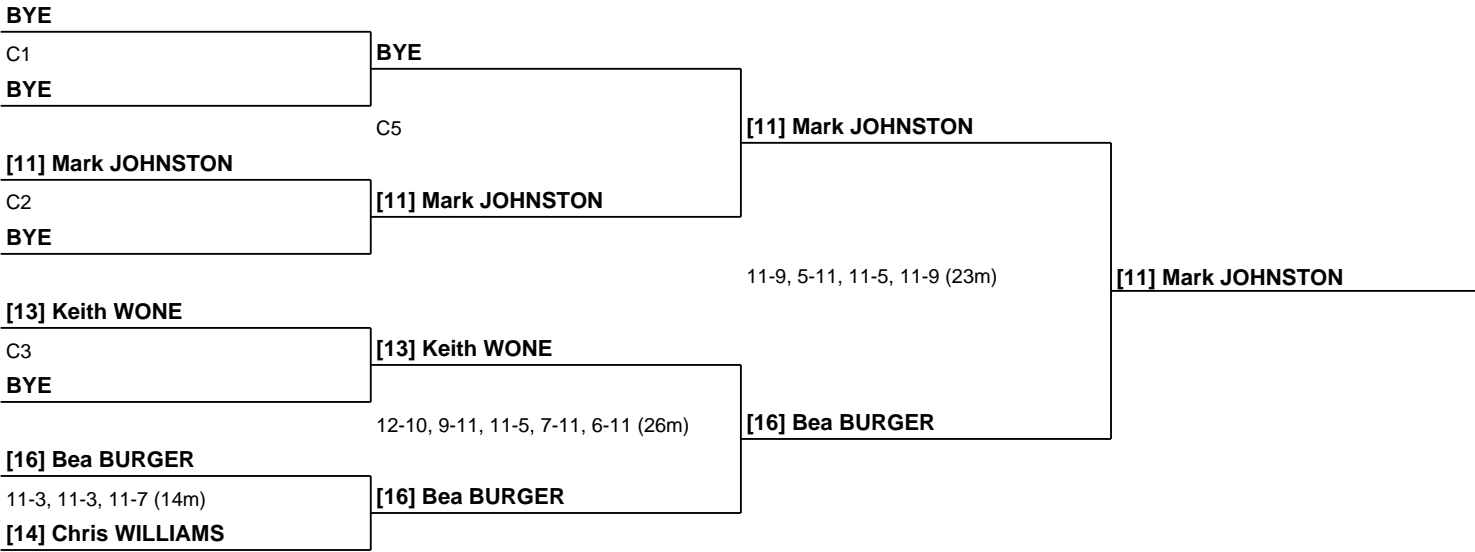 BYE
C1
BYE
BYE
C5
[11] Mark JOHNSTON
[11] Mark JOHNSTON
C2
[11] Mark JOHNSTON
BYE
11-9, 5-11, 11-5, 11-9 (23m)
[11] Mark JOHNSTON
[13] Keith WONE
C3
[13] Keith WONE
BYE
12-10, 9-11, 11-5, 7-11, 6-11 (26m)
[16] Bea BURGER
[16] Bea BURGER
11-3, 11-3, 11-7 (14m)
[16] Bea BURGER
[14] Chris WILLIAMS